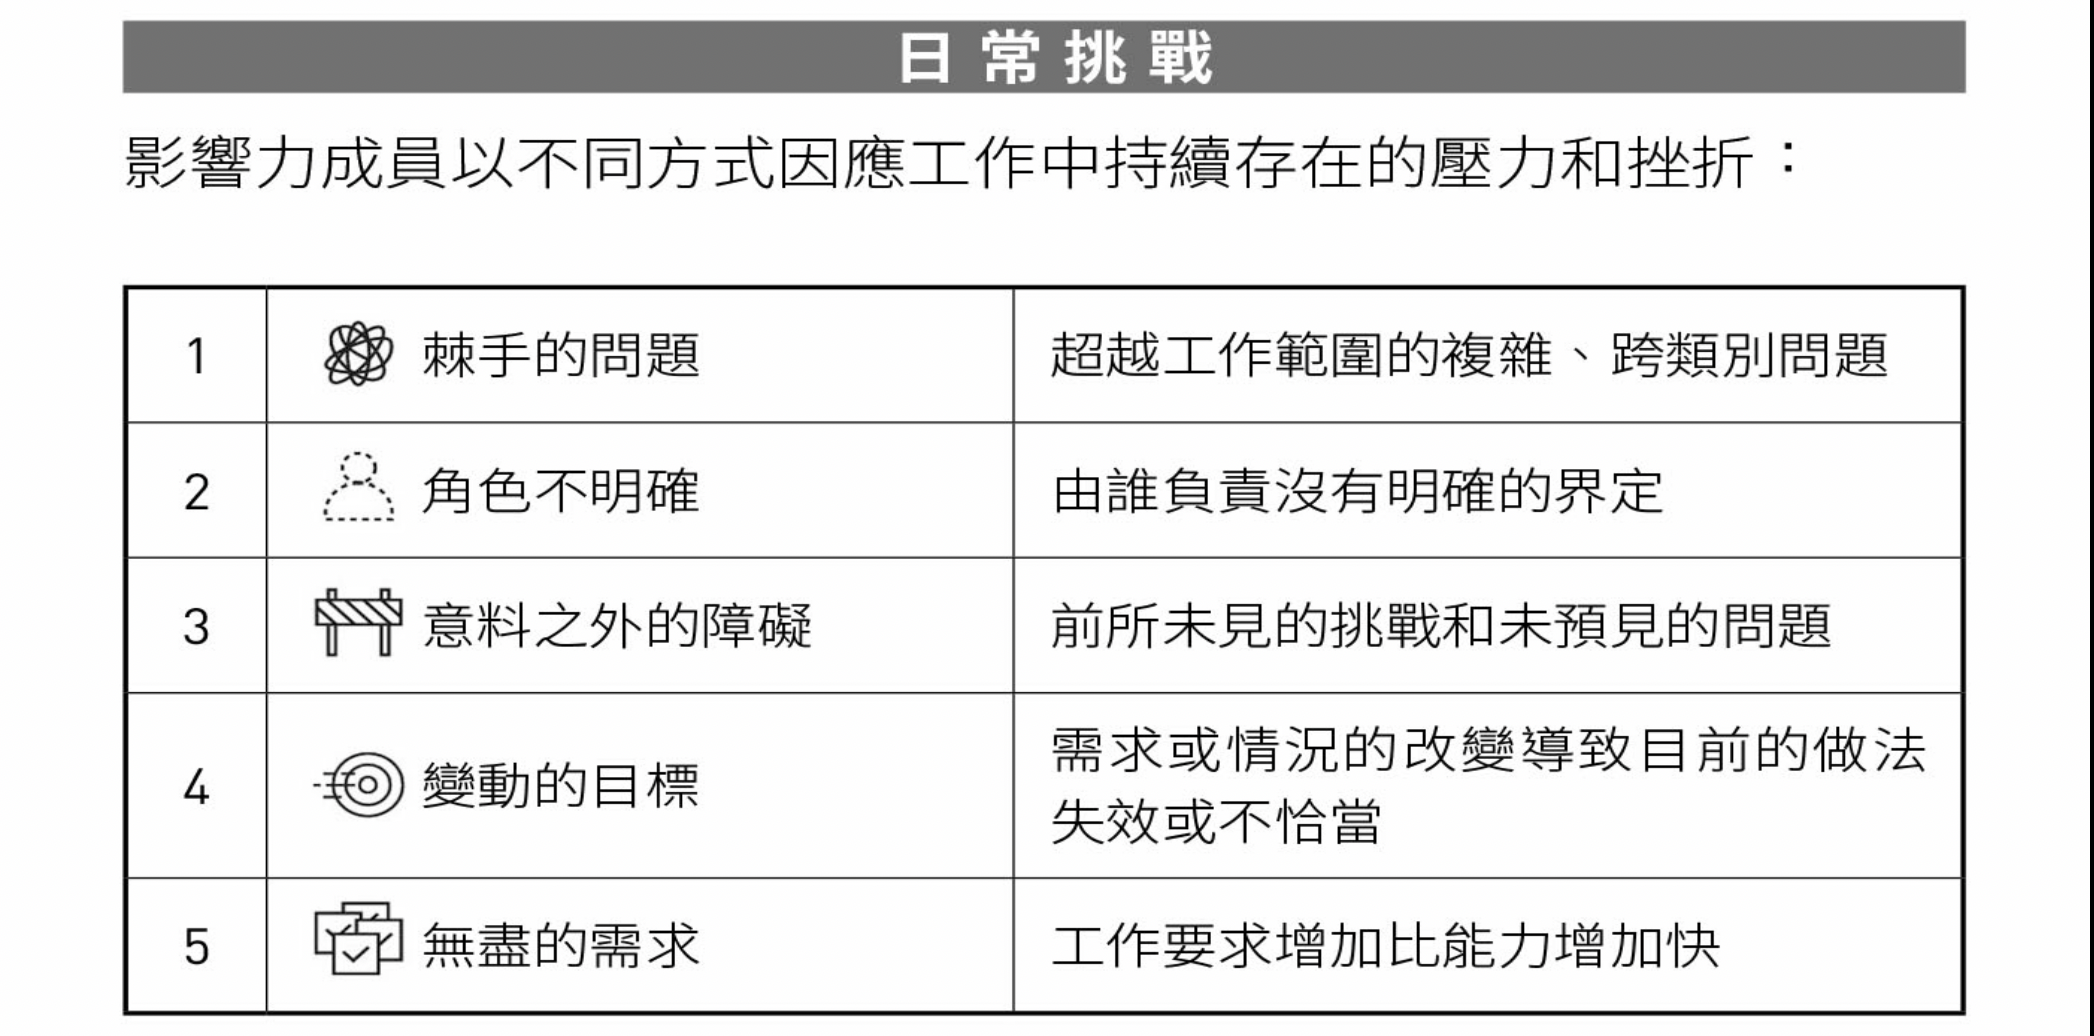 日常挑戰
影響力成員以不同方式因應工作中持續存在的壓力和挫折：
1 棘手的問題 超越工作範圍的複雜、跨類別問題
2 角色不明確 由誰負責沒有明確的界定
3 意料之外的障礙 前所未見的挑戰和未預見的問題
4 變動的目標 需求或情況的改變導致目前的做法
失效或不恰當
5 無盡的需求 工作要求增加比能力增加快